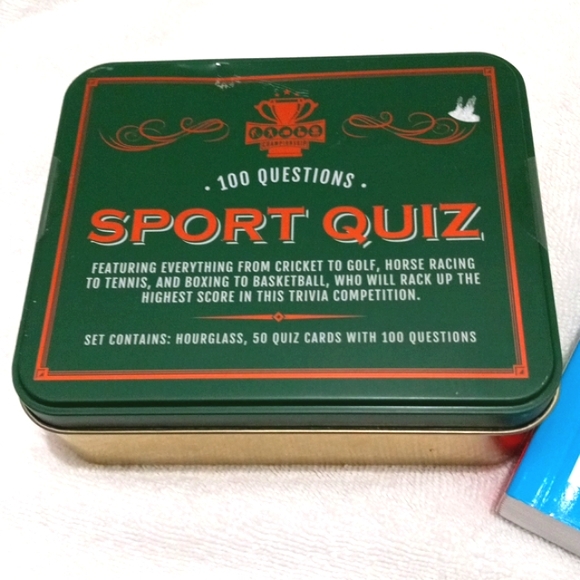 GAMES
CHAMPIONSHIP
• 100 QUESTIONS •
SPORT QUIZ
FEATURING EVERYTHING FROM CRICKET TO GOLF, HORSE RACING
TO TENNIS, AND BOXING TO BASKETBALL, WHO WILL RACK UP THE
HIGHEST SCORE IN THIS TRIVIA COMPETITION.
SET CONTAINS: HOURGLASS, 50 QUIZ CARDS WITH 100 QUESTIONS